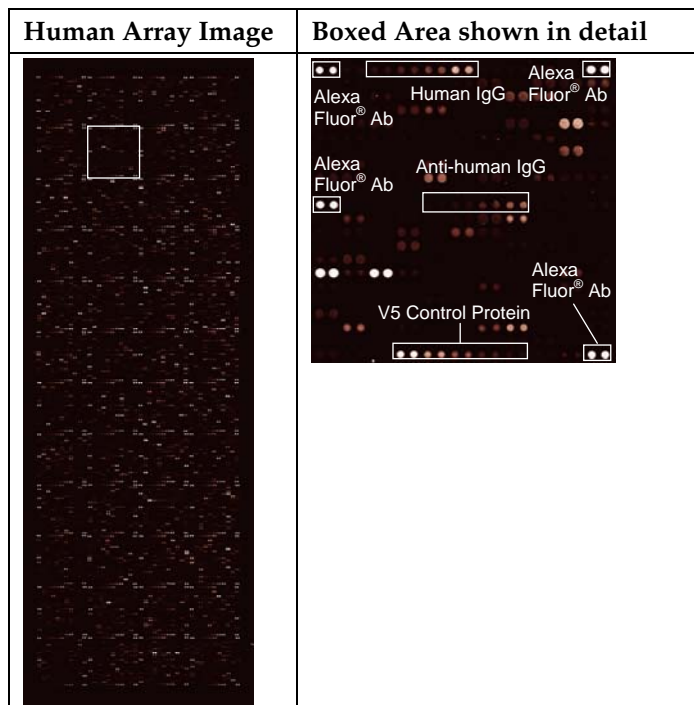 Human Array Image
Boxed Area shown in detail
Alexa
Fluor® Ab
Human IgG
Alexa
Fluor® Ab
Alexa
Fluor® Ab
Anti-human IgG
Alexa
Fluor® Ab
V5 Control Protein